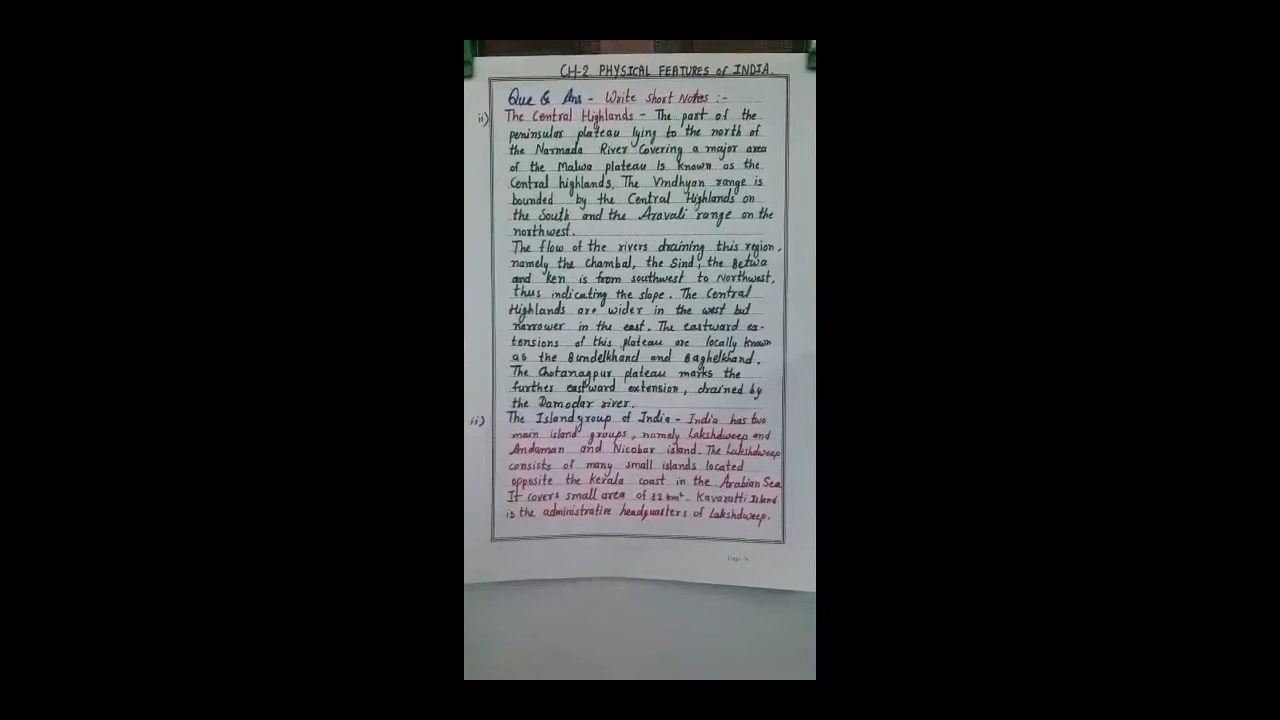 CH-2 PHYSICAL FEATURES of INDIA.
Que & Ans - Write short Notes :-
ii) The Central Highlands - The part of the
peninsular plateau lying to the north of
the Narmada River Covering a major area
of the Malwa plateau Is known as the
Central highlands. The Vindhyan range is
bounded by the Central Highlands on
the South and the Aravali range on the
northwest.
The flow of the rivers draining this region,
namely the Chambal, the Sind, the Betwa
and Ken is from southwest to Northwest,
thus indicating the slope. The Central
Highlands are wider in the west but
narrower in the east. The eastward ex-
tensions of this plateau are locally known
as the Bundelkhand and Baghelkhand.
The Chotanagpur plateau marks the
further eastward extension, drained by
the Damodar river.
iii) The Island group of India - India has two
main island groups, namely Lakshdweep and
Andaman and Nicobar island. The Lakshdweep
consists of many small islands located
opposite the kerala coast in the Arabian Sea
It covers small area of 32 km². Kavaratti Island
is the administrative headquarters of Lakshdweep.